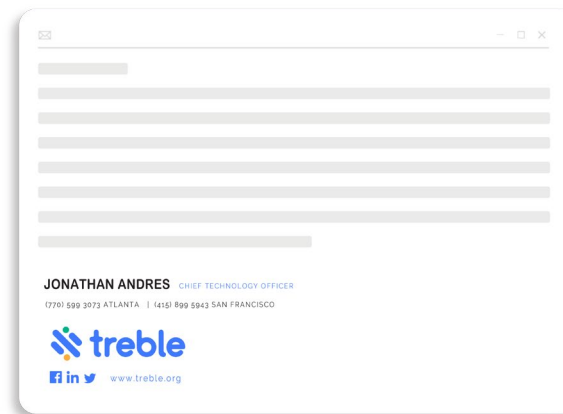 JONATHAN ANDRES CHIEF TECHNOLOGY OFFICER
(770) 599 3073 ATLANTA | (415) 899 5943 SAN FRANCISCO
treble
www.treble.org